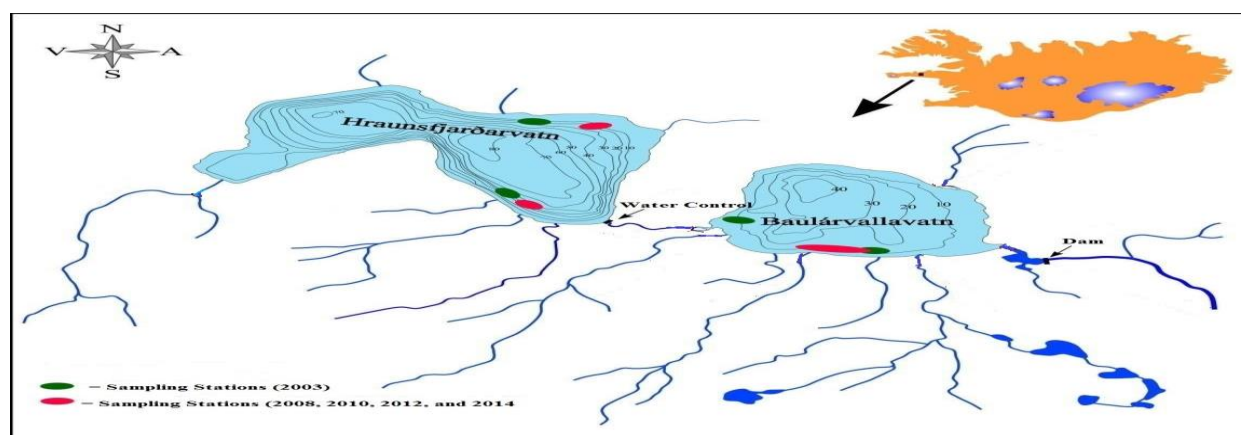 N
V A
S
Hraunsfjarðarvatn
Water Control
40
30
20
10
Baulárvallavatn
Dam
– Sampling Stations (2003)
– Sampling Stations (2008, 2010, 2012, and 2014